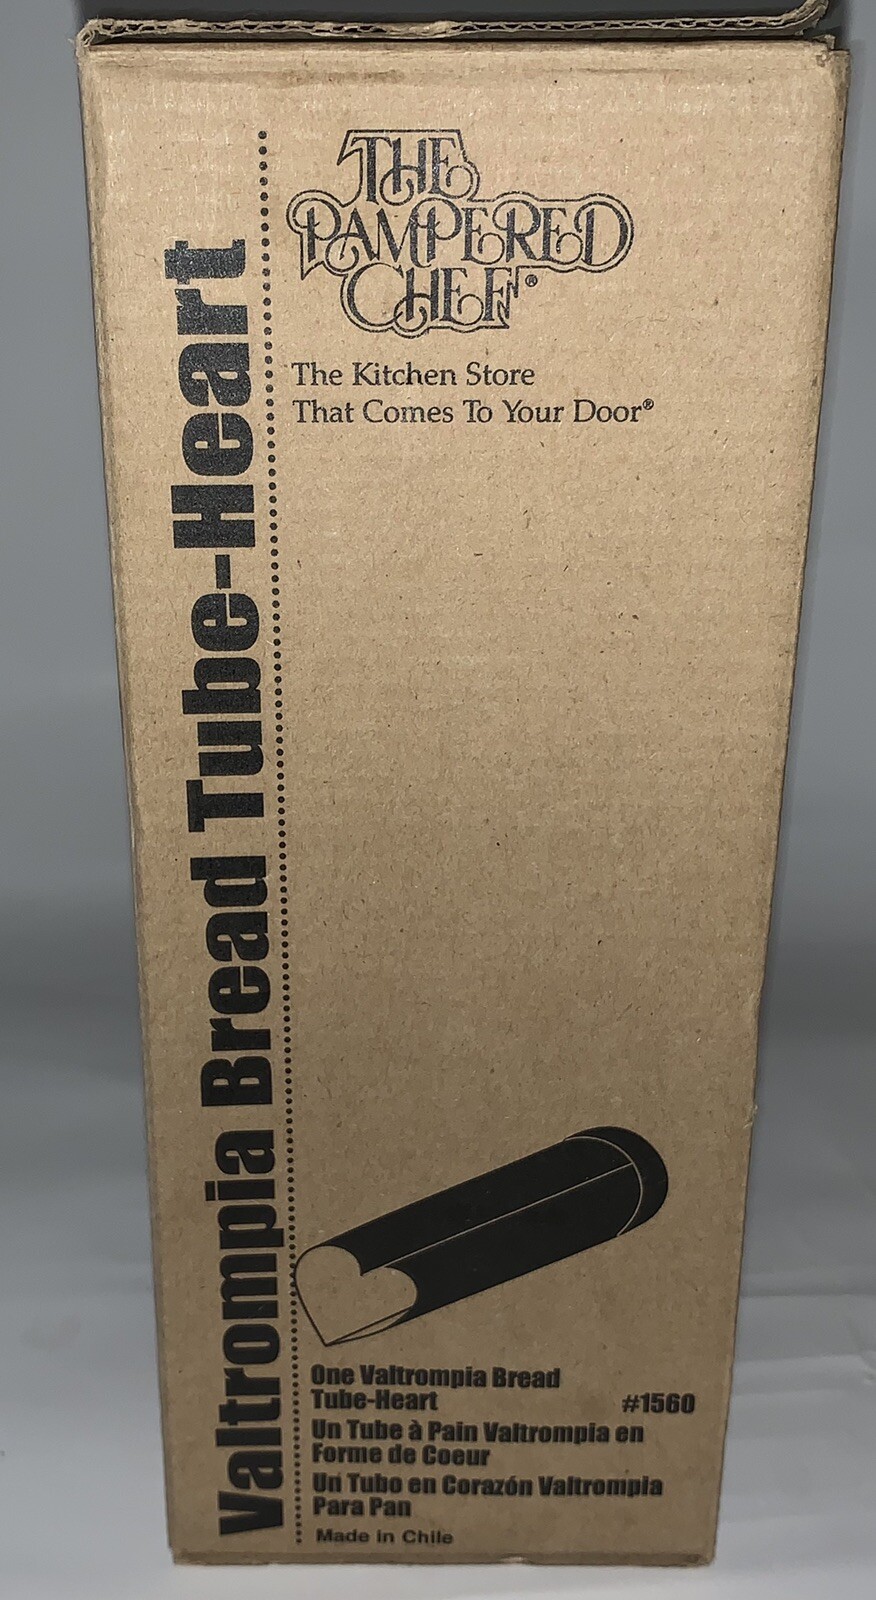 Valtrompia Bread Tube-Heart
THE
PAMPERED
CHEF®
The Kitchen Store
That Comes To Your Door®
One Valtrompia Bread
Tube-Heart #1560
Un Tube à Pain Valtrompia en
Forme de Coeur
Un Tubo en Corazón Valtrompia
Para Pan
Made in Chile